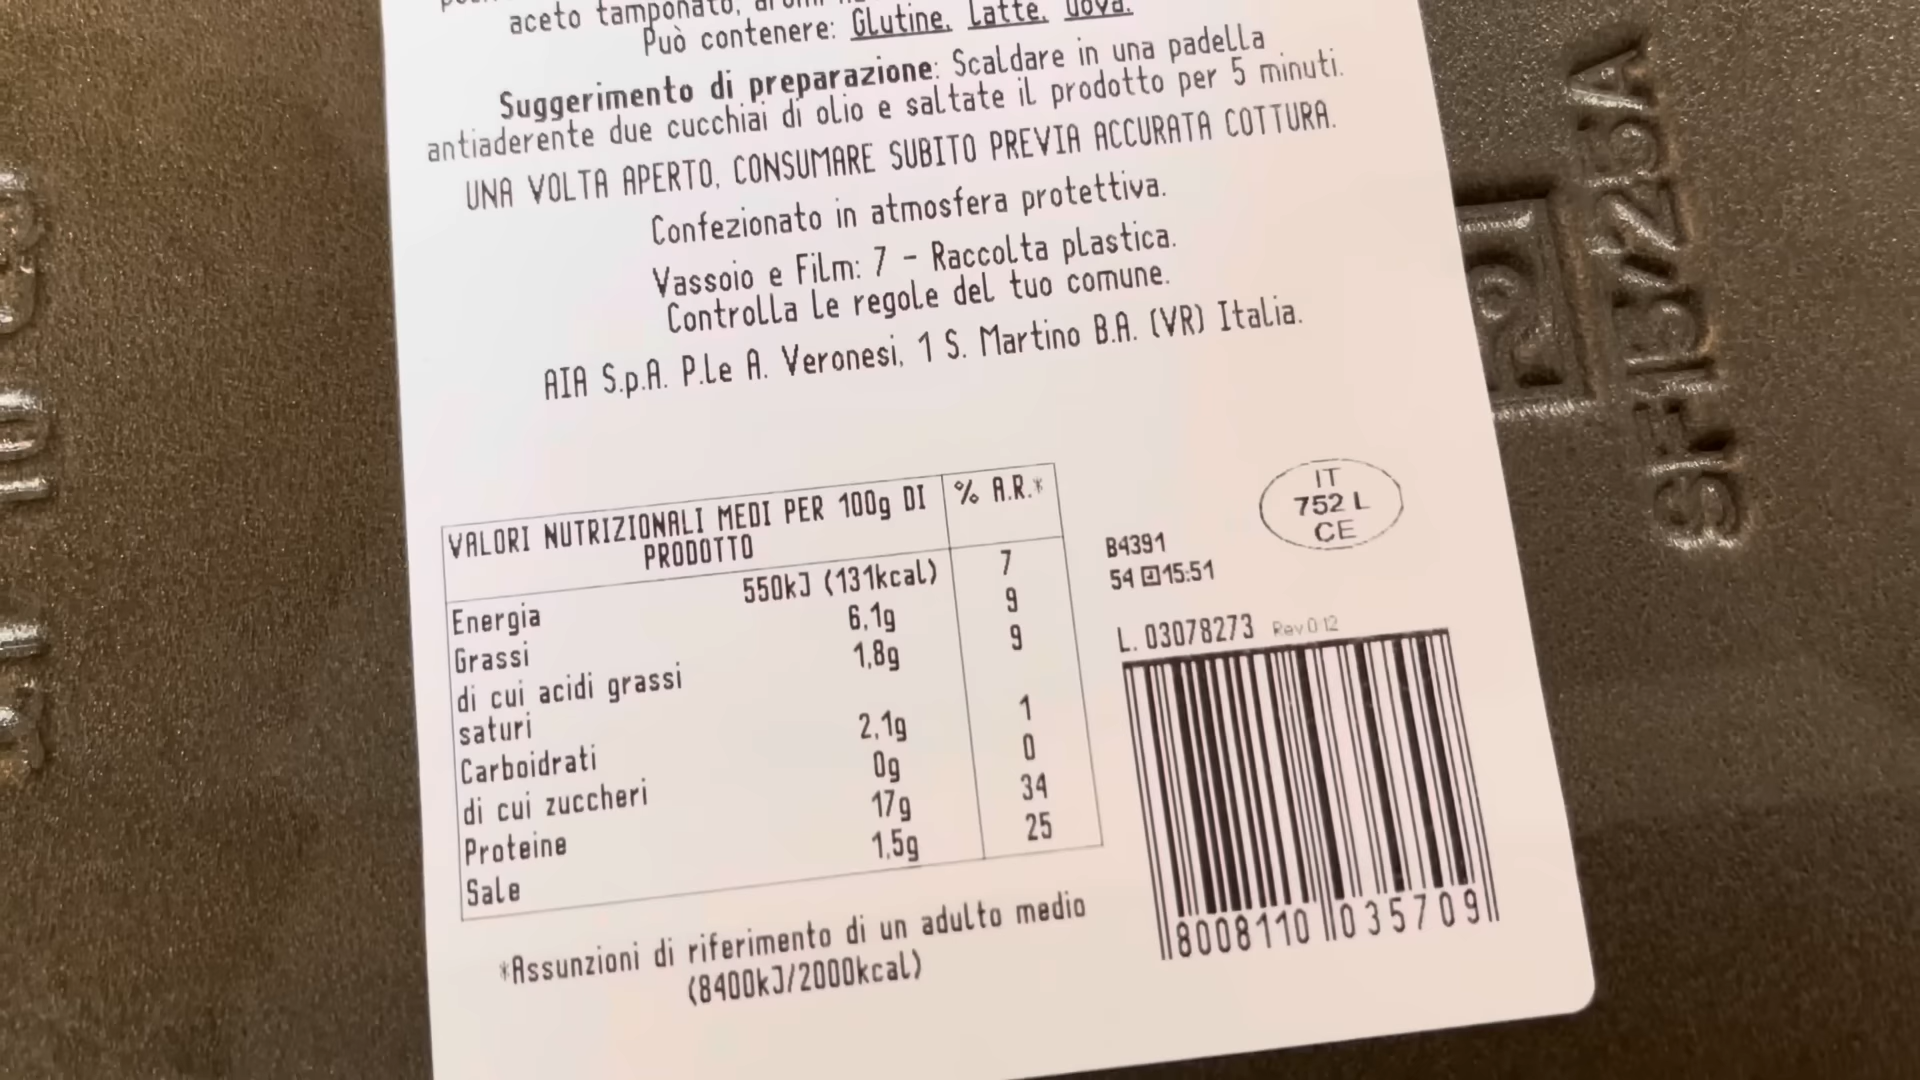 aceto tamponato,
Può contenere: Glutine, Latte, Uova.
Suggerimento di preparazione: Scaldare in una padella
antiaderente due cucchiai di olio e saltate il prodotto per 5 minuti.
UNA VOLTA APERTO, CONSUMARE SUBITO PREVIA ACCURATA COTTURA.
Confezionato in atmosfera protettiva.
Vassoio e Film: 7 - Raccolta plastica.
Controlla le regole del tuo comune.
AIA S.p.A. P.le A. Veronesi, 1 S. Martino B.A. (VR) Italia.
VALORI NUTRIZIONALI MEDI PER 100g DI PRODOTTO % A.R.*
Energia 550kJ (131kcal) 7
Grassi 6,1g 9
di cui acidi grassi saturi 1,8g 9
Carboidrati 2,1g 1
di cui zuccheri 0g 0
Proteine 17g 34
Sale 1,5g 25
*Assunzioni di riferimento di un adulto medio
(8400kJ/2000kcal)
IT
752 L
CE
B4391
54 15:51
L. 03078273 Rev 0 12
8008110 035709